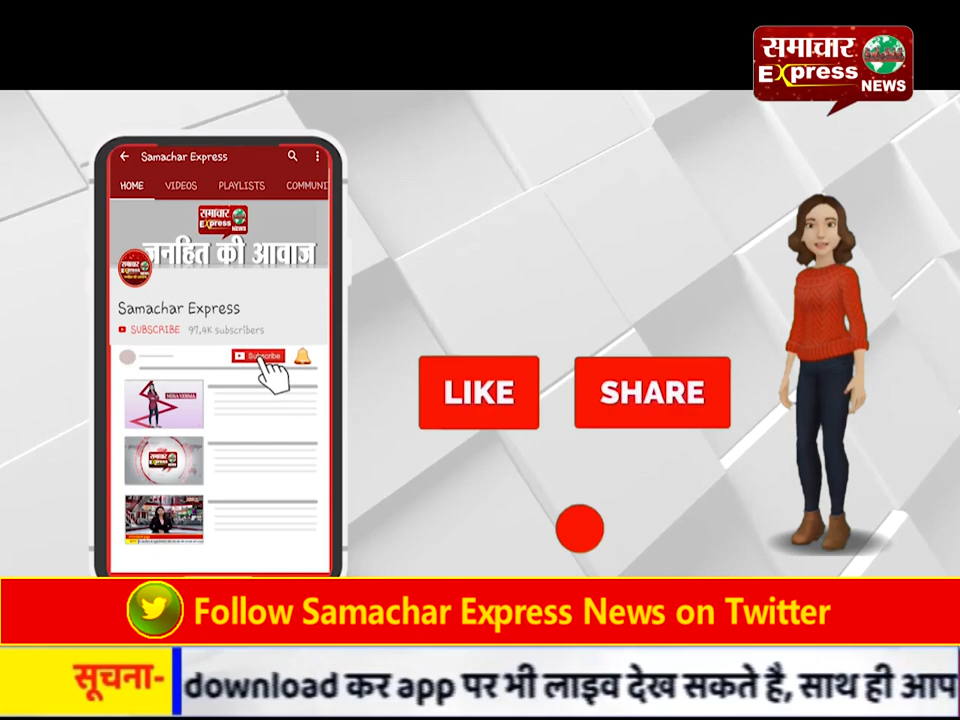 समाचार
Express
NEWS
Samachar Express
HOME VIDEOS PLAYLISTS COMMUNI
समाचार
Express
NEWS
जनहित की आवाज
Samachar Express
SUBSCRIBE 97,4K subscribers
Subscribe
LIKE SHARE
Follow Samachar Express News on Twitter
सूचना- download कर app पर भी लाइव देख सकते है, साथ ही आप